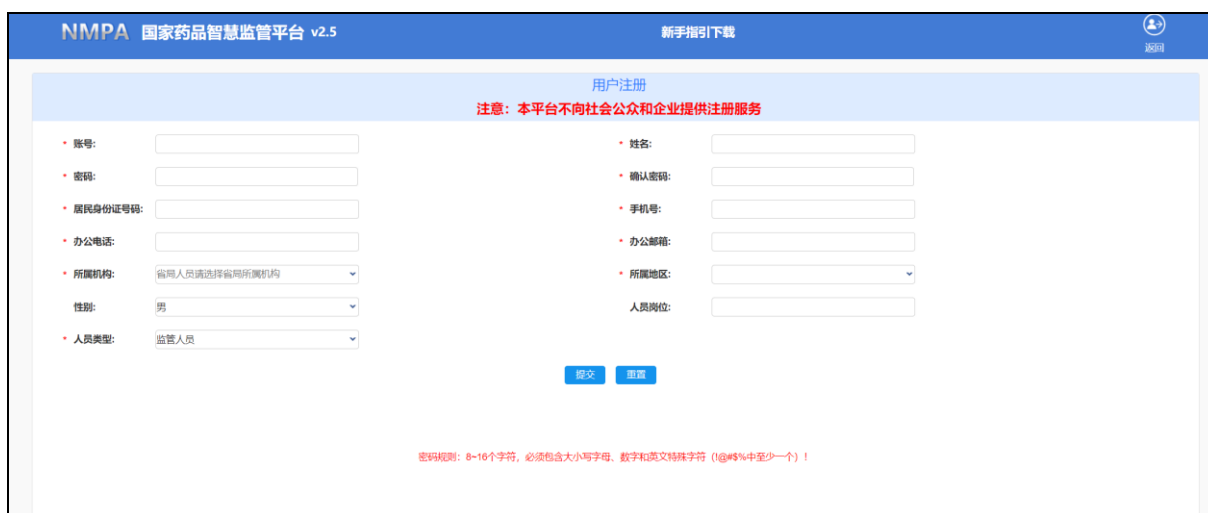 NMPA 国家药品智慧监管平台 v2.5 新手指引下载 返回
用户注册
注意：本平台不向社会公众和企业提供注册服务
* 账号: * 姓名:
* 密码: * 确认密码:
* 居民身份证号码: * 手机号:
* 办公电话: * 办公邮箱:
* 所属机构: 省局人员请选择省局所属机构 * 所属地区:
性别: 男 人员岗位:
* 人员类型: 监管人员
提交 重置
密码规则：8~16个字符，必须包含大小写字母、数字和英文特殊字符（!@#$%中至少一个）！